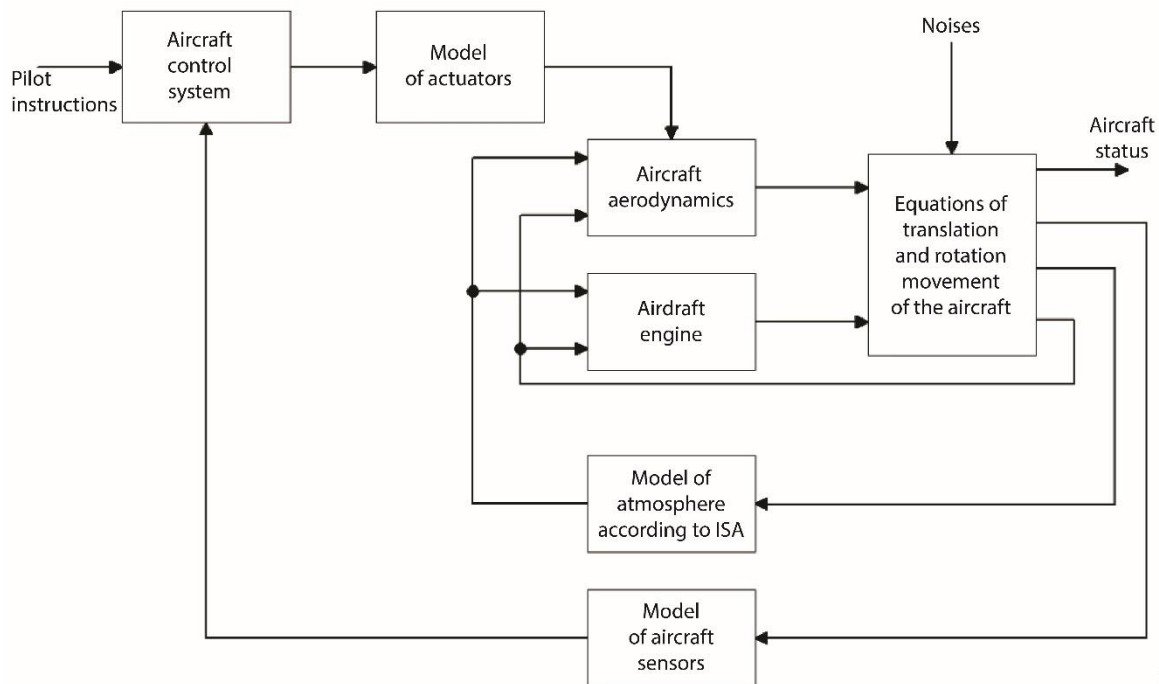 Pilot
instructions
Aircraft
control
system
Model
of actuators
Noises
Aircraft
status
Aircraft
aerodynamics
Equations of
translation
and rotation
movement
of the aircraft
Airdraft
engine
Model of
atmosphere
according to ISA
Model
of aircraft
sensors